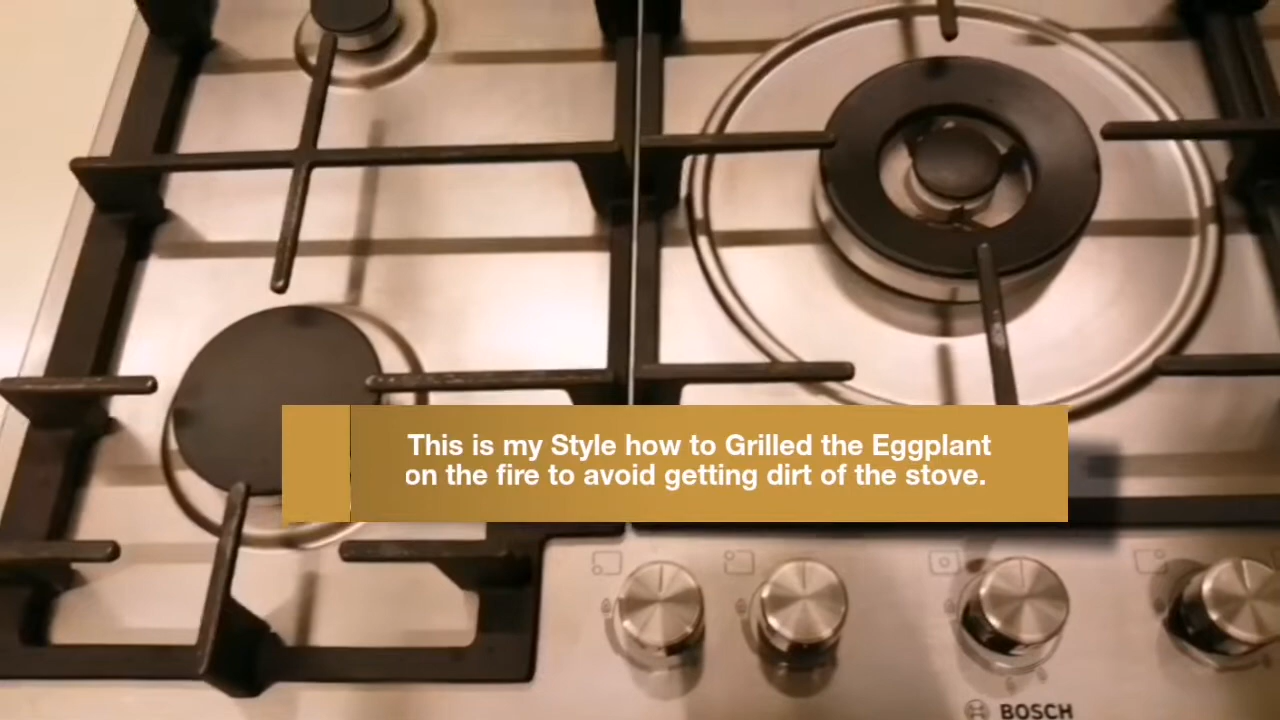 This is my Style how to Grilled the Eggplant
on the fire to avoid getting dirt of the stove.
BOSCH